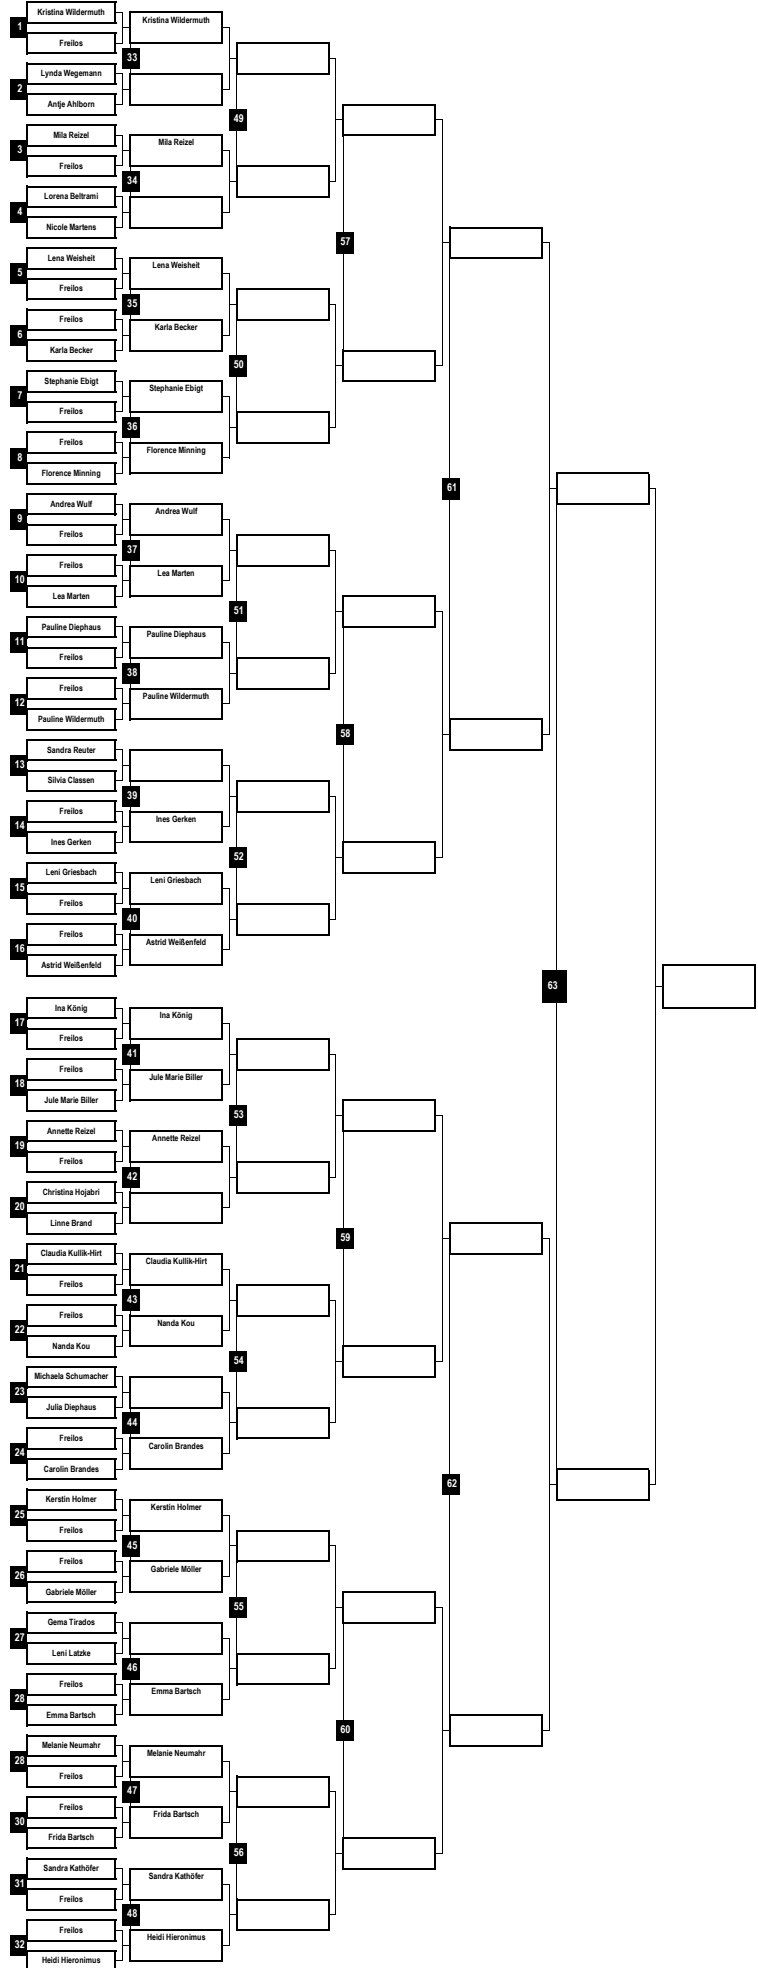 Kristina Wildermuth
1
Freilos
Lynda Wegemann
2
Antje Ahlborn
Mila Reizel
3
Freilos
Lorena Beltrami
4
Nicole Martens
Lena Weisheit
5
Freilos
Freilos
6
Karla Becker
Stephanie Ebigt
7
Freilos
Freilos
8
Florence Minning
Andrea Wulf
9
Freilos
Freilos
10
Lea Marten
Pauline Diephaus
11
Freilos
Freilos
12
Pauline Wildermuth
Sandra Reuter
13
Silvia Classen
Freilos
14
Ines Gerken
Leni Griesbach
15
Freilos
Freilos
16
Astrid Weißenfeld
Ina König
17
Freilos
Freilos
18
Jule Marie Biller
Annette Reizel
19
Freilos
Christina Hojabri
20
Linne Brand
Claudia Kullik-Hirt
21
Freilos
Freilos
22
Nanda Kou
Michaela Schumacher
23
Julia Diephaus
Freilos
24
Carolin Brandes
Kerstin Holmer
25
Freilos
Freilos
26
Gabriele Möller
Gema Tirados
27
Leni Latzke
Freilos
28
Emma Bartsch
Melanie Neumahr
28
Freilos
Freilos
30
Frida Bartsch
Sandra Kathöfer
31
Freilos
Freilos
32
Heidi Hieronimus
Kristina Wildermuth
33
Mila Reizel
34
Lena Weisheit
35
Karla Becker
Stephanie Ebigt
36
Florence Minning
Andrea Wulf
37
Lea Marten
Pauline Diephaus
38
Pauline Wildermuth
39
Ines Gerken
Leni Griesbach
40
Astrid Weißenfeld
Ina König
41
Jule Marie Biller
Annette Reizel
42
Claudia Kullik-Hirt
43
Nanda Kou
44
Carolin Brandes
Kerstin Holmer
45
Gabriele Möller
46
Emma Bartsch
Melanie Neumahr
47
Frida Bartsch
Sandra Kathöfer
48
Heidi Hieronimus
49
50
51
52
53
54
55
56
57
58
59
60
61
62
63